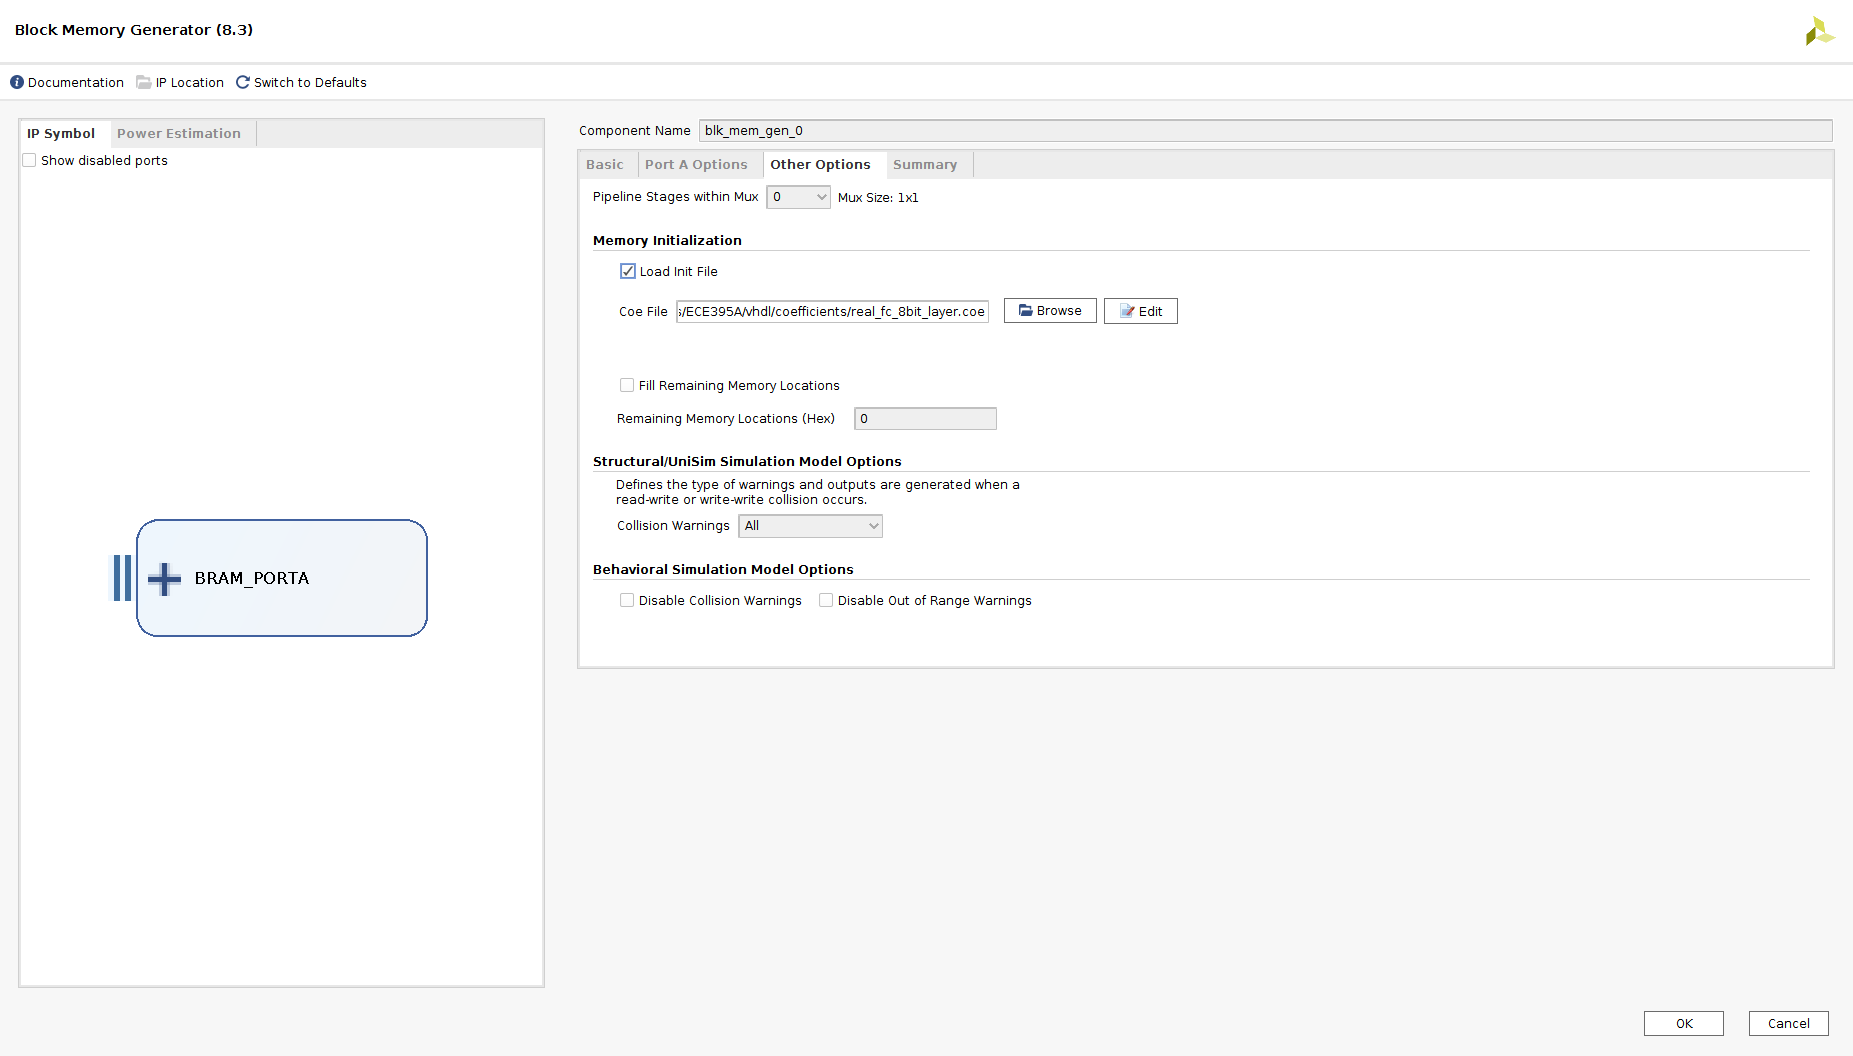 Block Memory Generator (8.3)
Documentation IP Location Switch to Defaults
IP Symbol Power Estimation
Show disabled ports
BRAM_PORTA
Component Name blk_mem_gen_0
Basic Port A Options Other Options Summary
Pipeline Stages within Mux 0 Mux Size: 1x1
Memory Initialization
Load Init File
Coe File s/ECE395A/vhdl/coefficients/real_fc_8bit_layer.coe Browse Edit
Fill Remaining Memory Locations
Remaining Memory Locations (Hex) 0
Structural/UniSim Simulation Model Options
Defines the type of warnings and outputs are generated when a
read-write or write-write collision occurs.
Collision Warnings All
Behavioral Simulation Model Options
Disable Collision Warnings Disable Out of Range Warnings
OK Cancel